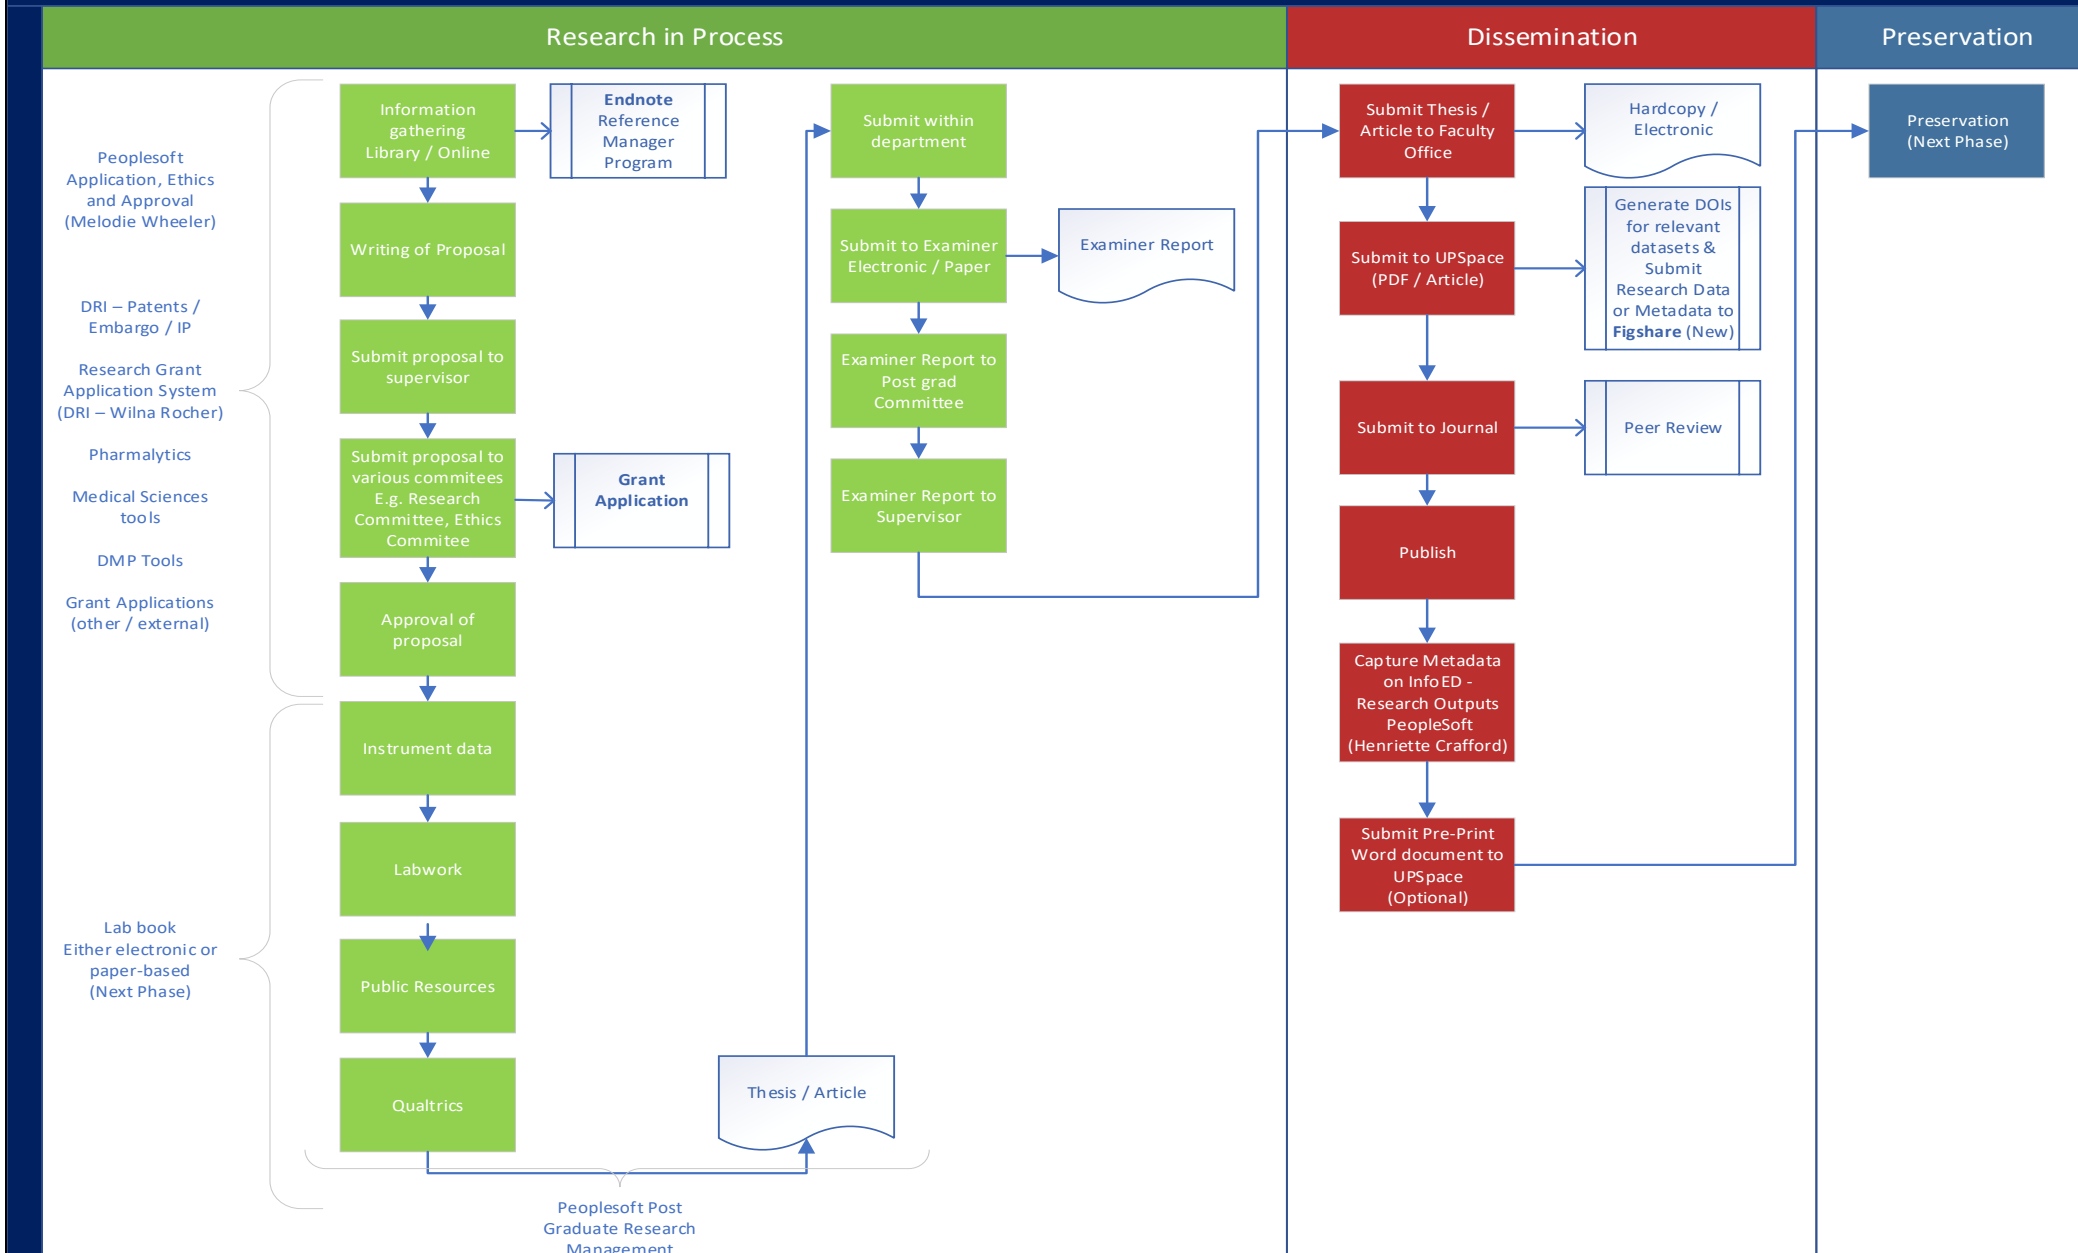 Research in Process
Dissemination
Preservation
Peoplesoft
Application, Ethics
and Approval
(Melodie Wheeler)
DRI – Patents /
Embargo / IP
Research Grant
Application System
(DRI – Wilna Rocher)
Pharmalytics
Medical Sciences
tools
DMP Tools
Grant Applications
(other / external)
Lab book
Either electronic or
paper-based
(Next Phase)
Information
gathering
Library / Online
Endnote
Reference
Manager
Program
Writing of Proposal
Submit proposal to
supervisor
Submit proposal to
various commitees
E.g. Research
Committee, Ethics
Commitee
Grant
Application
Approval of
proposal
Instrument data
Labwork
Public Resources
Qualtrics
Thesis / Article
Peoplesoft Post
Graduate Research
Management
Submit within
department
Submit to Examiner
Electronic / Paper
Examiner Report
Examiner Report to
Post grad
Committee
Examiner Report to
Supervisor
Submit Thesis /
Article to Faculty
Office
Hardcopy /
Electronic
Submit to UPSpace
(PDF / Article)
Generate DOIs
for relevant
datasets &
Submit
Research Data
or Metadata to
Figshare (New)
Submit to Journal
Peer Review
Publish
Capture Metadata
on InfoED -
Research Outputs
PeopleSoft
(Henriette Crafford)
Submit Pre-Print
Word document to
UPSpace
(Optional)
Preservation
(Next Phase)